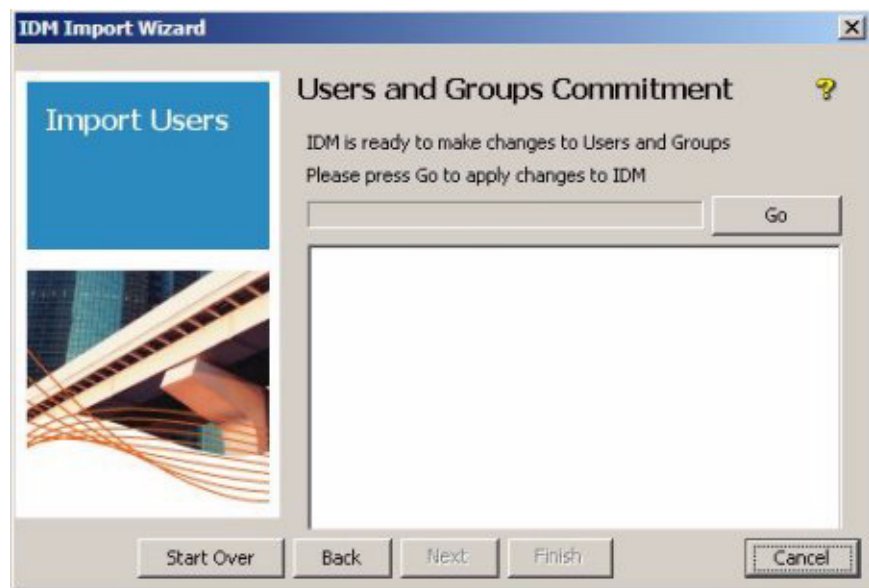 IDM Import Wizard
Import Users
Users and Groups Commitment
IDM is ready to make changes to Users and Groups
Please press Go to apply changes to IDM
Go
Start Over
Back
Next
Finish
Cancel